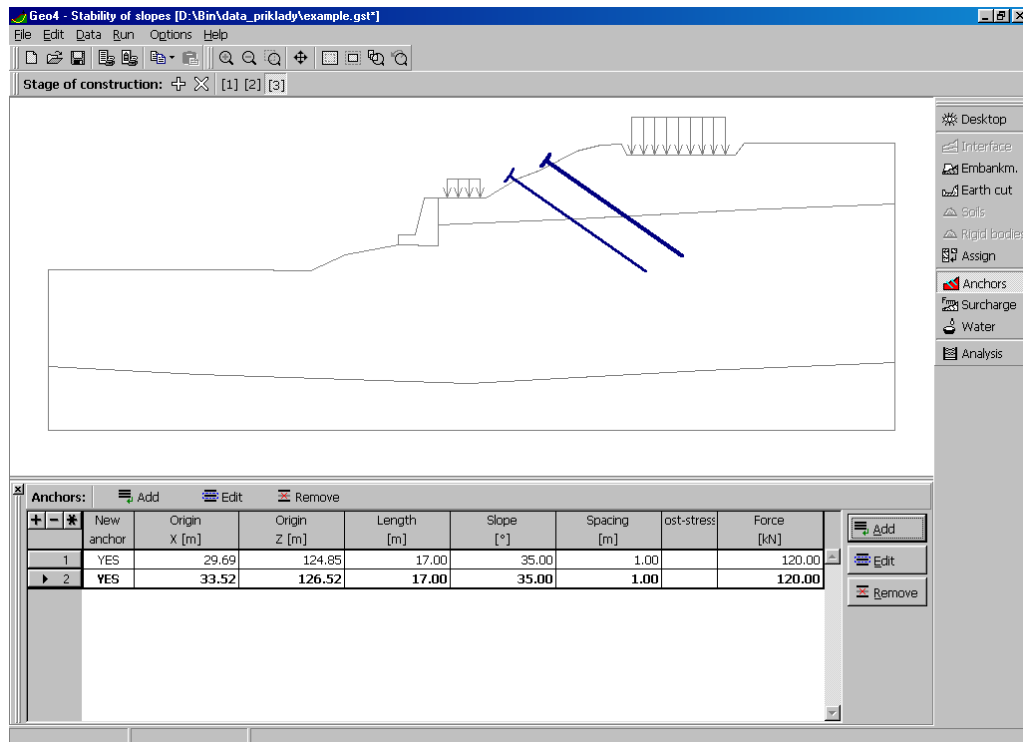 Geo4 - Stability of slopes [D:\Bin\data_priklady\example.gst*]
File Edit Data Run Options Help
Stage of construction: [1] [2] [3]
Desktop
Interface
Embankm.
Earth cut
Soils
Rigid bodies
Assign
Anchors
Surcharge
Water
Analysis
Anchors: Add Edit Remove
+ - * New Origin Origin Length Slope Spacing ost-stress Force
anchor X [m] Z [m] [m] [°] [m] [kN]
1 YES 29.69 124.85 17.00 35.00 1.00 120.00
2 YES 33.52 126.52 17.00 35.00 1.00 120.00
Add
Edit
Remove